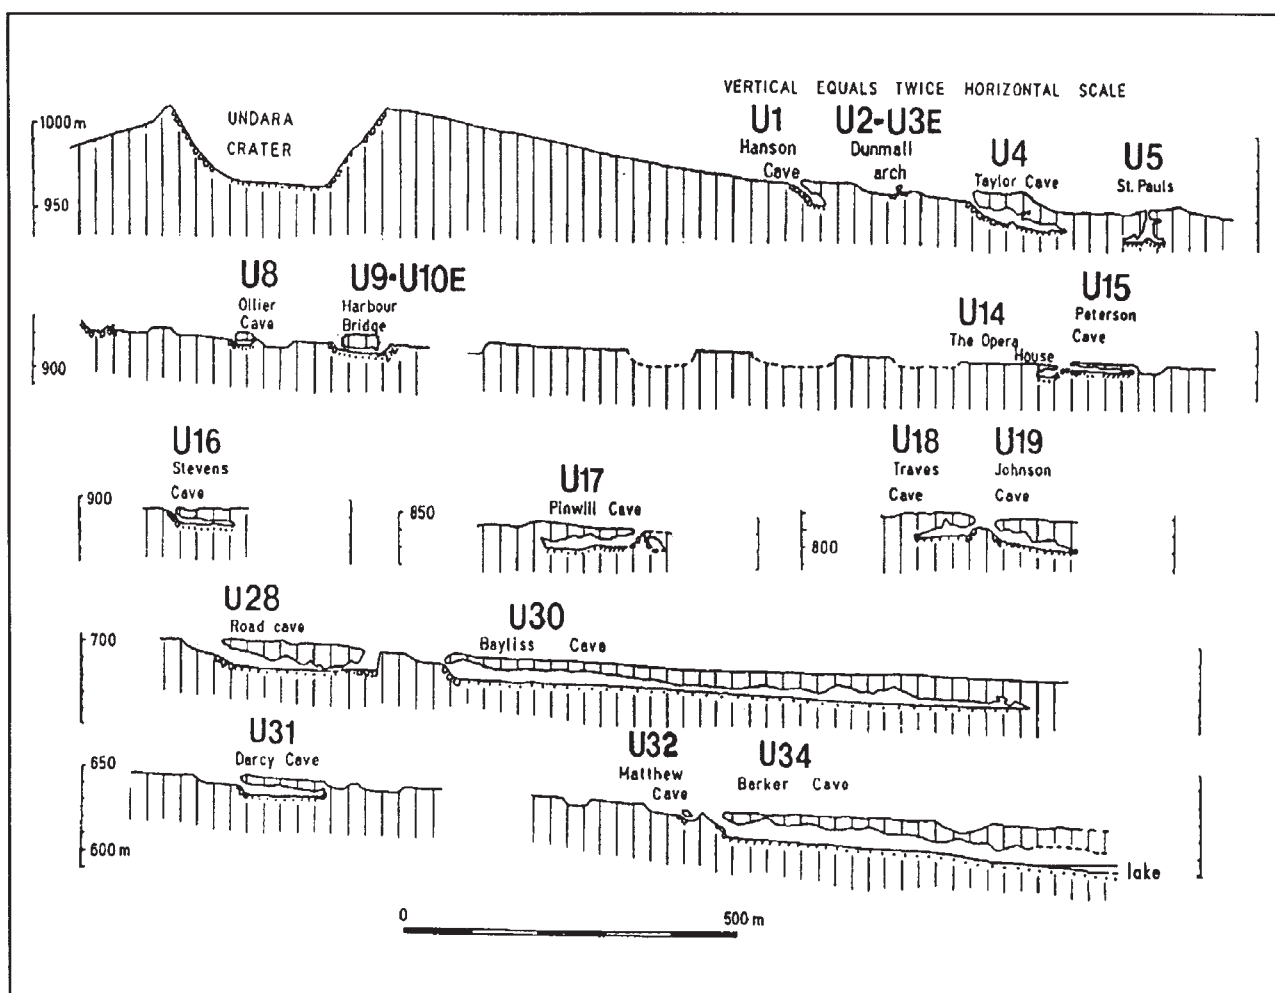 VERTICAL EQUALS TWICE HORIZONTAL SCALE
1000m
UNDARA
CRATER
950
U1
Hanson
Cave
U2-U3E
Dunmall
arch
U4
Taylor Cave
U5
St. Pauls
U8
Ollier
Cave
U9-U10E
Harbour
Bridge
900
U14
The Opera
House
U15
Peterson
Cave
U16
Stevens
Cave
900
U17
Pinwill Cave
850
U18
Traves
Cave
U19
Johnson
Cave
800
U28
Road cave
700
U30
Bayliss Cave
U31
Darcy Cave
650
600m
U32
Matthew
Cave
U34
Barker Cave
lake
0
500 m